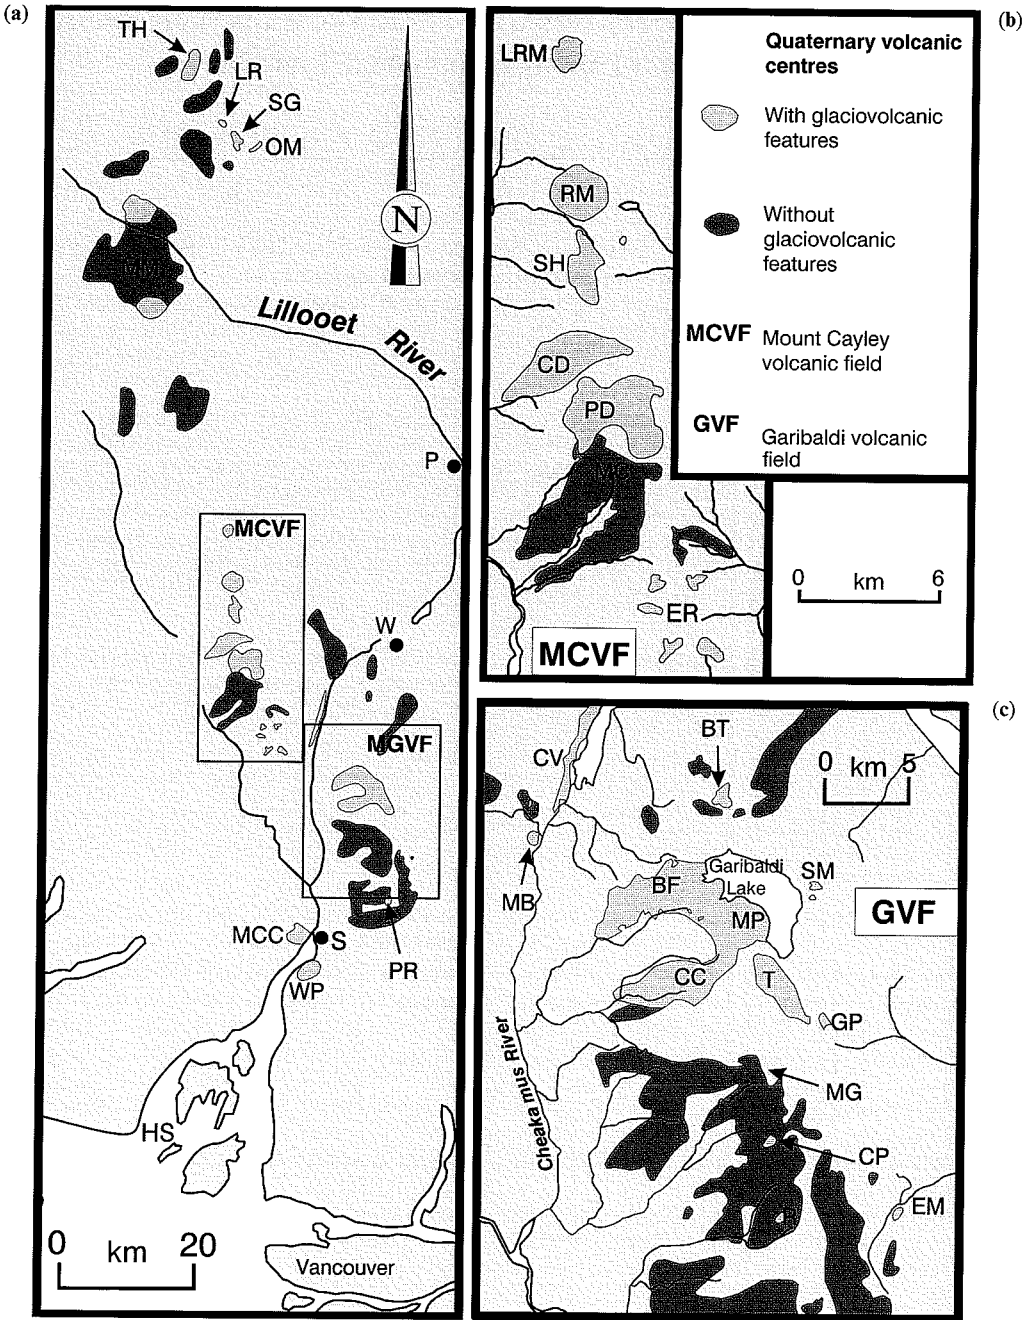 (a)
TH
LR
SG
OM
N
Lillooet
River
P
MCVF
W
MGVF
MCC
S
PR
WP
HS
0 km 20
Vancouver
(b)
LRM
RM
SH
CD
PD
MC
ER
MCVF
Quaternary volcanic
centres
With glaciovolcanic
features
Without
glaciovolcanic
features
MCVF Mount Cayley
volcanic field
GVF Garibaldi volcanic
field
0 km 6
(c)
BT
CV
0 km 5
MB
BF
Garibaldi
Lake
SM
MP
GVF
CC
T
GP
Cheaka mus River
MG
CP
R
EM